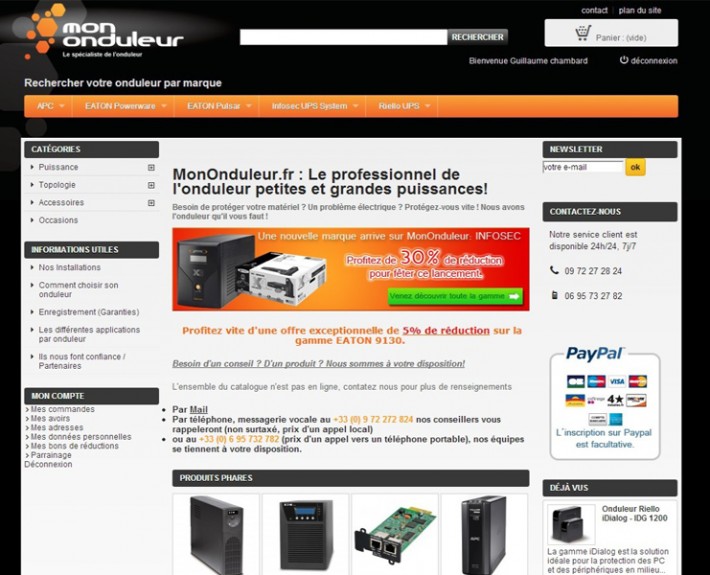 contact | plan du site
mon onduleur
Le spécialiste de l'onduleur
RECHERCHER
Panier : (vide)
Bienvenue Guillaume chambard
déconnexion
Rechercher votre onduleur par marque
APC
EATON Powerware
EATON Pulsar
Infosec UPS System
Riello UPS
CATÉGORIES
Puissance
Topologie
Accessoires
Occasions
INFORMATIONS UTILES
Nos Installations
Comment choisir son
onduleur
Enregistrement (Garanties)
Les différentes applications
par onduleur
Ils nous font confiance /
Partenaires
MON COMPTE
> Mes commandes
> Mes avoirs
> Mes adresses
> Mes données personnelles
> Mes bons de réductions
> Parrainage
Déconnexion
MonOnduleur.fr : Le professionnel de
l'onduleur petites et grandes puissances!
Besoin de protéger votre matériel ? Un problème électrique ? Protégez-vous vite ! Nous avons
l'onduleur qu'il vous faut !
Une nouvelle marque arrive sur MonOnduleur: INFOSEC
Profitez de 30% de réduction
pour fêter ce lancement.
Venez découvrir toute la gamme
Profitez vite d'une offre exceptionnelle de 5% de réduction sur la
gamme EATON 9130.
Besoin d'un conseil ? D'un produit ? Nous sommes à votre disposition!
L'ensemble du catalogue n'est pas en ligne, contatez nous pour plus de renseignements
Par Mail
Par téléphone, messagerie vocale au +33 (0) 9 72 272 824 nos conseillers vous
rappeleront (non surtaxé, prix d'un appel local)
ou au +33 (0) 6 95 732 782 (prix d'un appel vers un téléphone portable), nos équipes
se tiennent à votre disposition.
PRODUITS PHARES
NEWSLETTER
votre e-mail
ok
CONTACTEZ-NOUS
Notre service client est
disponible 24h/24, 7j/7
09 72 27 28 24
06 95 73 27 82
PayPal
VISA
L'inscription sur Paypal
est facultative.
DÉJÀ VUS
Onduleur Riello
iDialog - IDG 1200
La gamme iDialog est la solution
idéale pour la protection des PC
et des périphériques en milieu...